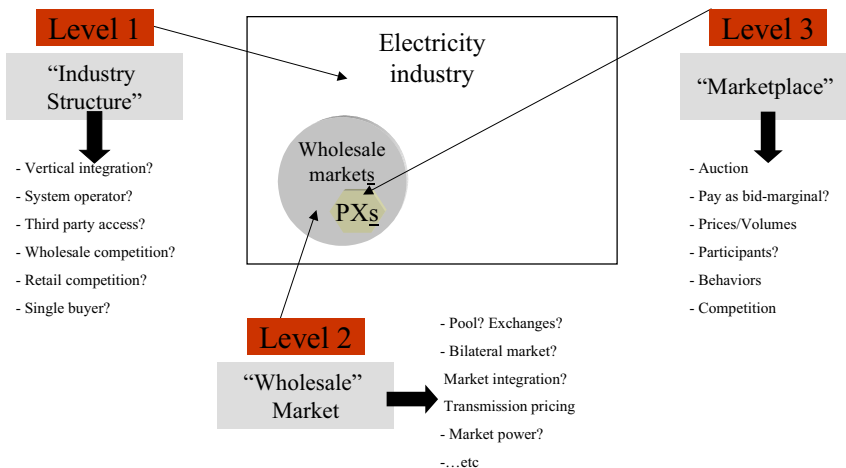 Level 1
"Industry
Structure"
- Vertical integration?
- System operator?
- Third party access?
- Wholesale competition?
- Retail competition?
- Single buyer?
Electricity
industry
Wholesale
markets
PXs
Level 3
"Marketplace"
- Auction
- Pay as bid-marginal?
- Prices/Volumes
- Participants?
- Behaviors
- Competition
Level 2
"Wholesale"
Market
- Pool? Exchanges?
- Bilateral market?
Market integration?
Transmission pricing
- Market power?
-…etc